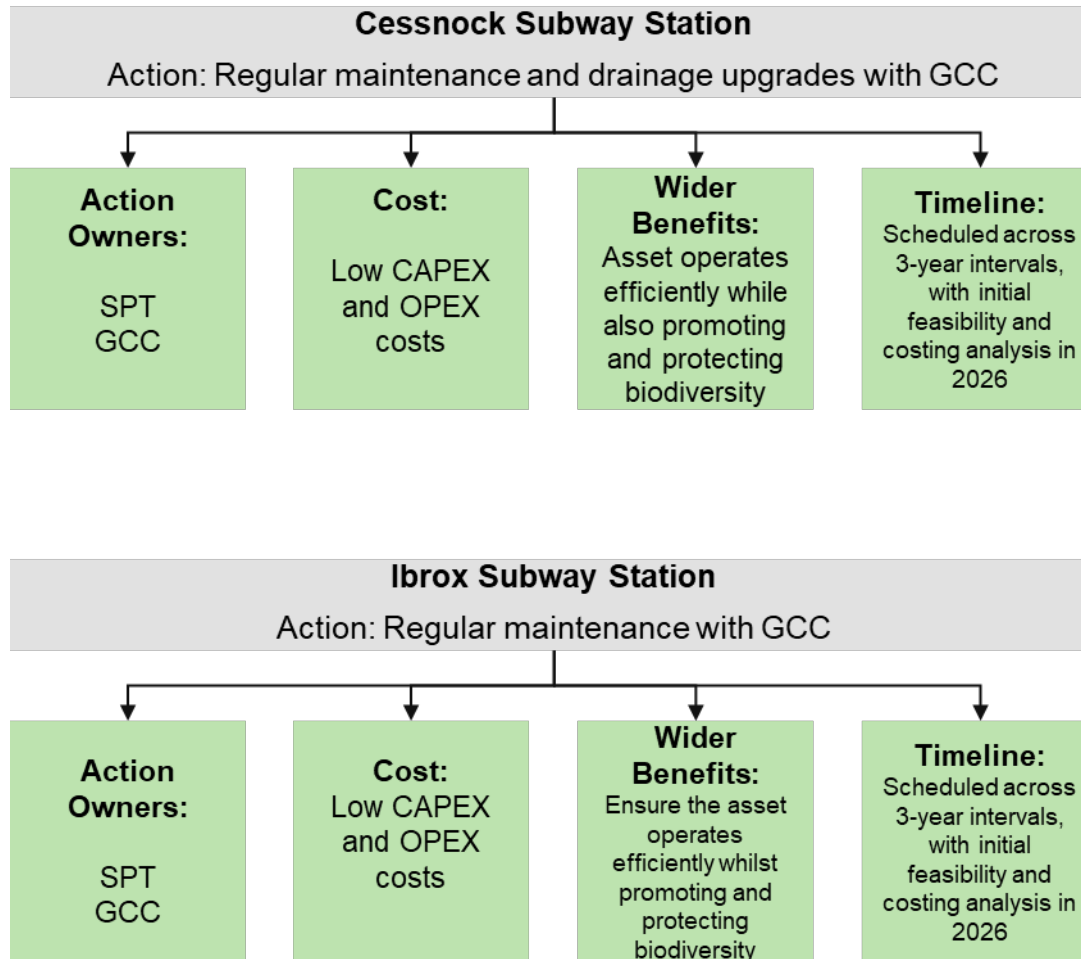 Cessnock Subway Station
Action: Regular maintenance and drainage upgrades with GCC
Action
Owners:
SPT
GCC
Cost:
Low CAPEX
and OPEX
costs
Wider
Benefits:
Asset operates
efficiently while
also promoting
and protecting
biodiversity
Timeline:
Scheduled across
3-year intervals,
with initial
feasibility and
costing analysis in
2026
Ibrox Subway Station
Action: Regular maintenance with GCC
Action
Owners:
SPT
GCC
Cost:
Low CAPEX
and OPEX
costs
Wider
Benefits:
Ensure the asset
operates
efficiently whilst
promoting and
protecting
biodiversity
Timeline:
Scheduled across
3-year intervals,
with initial
feasibility and
costing analysis in
2026